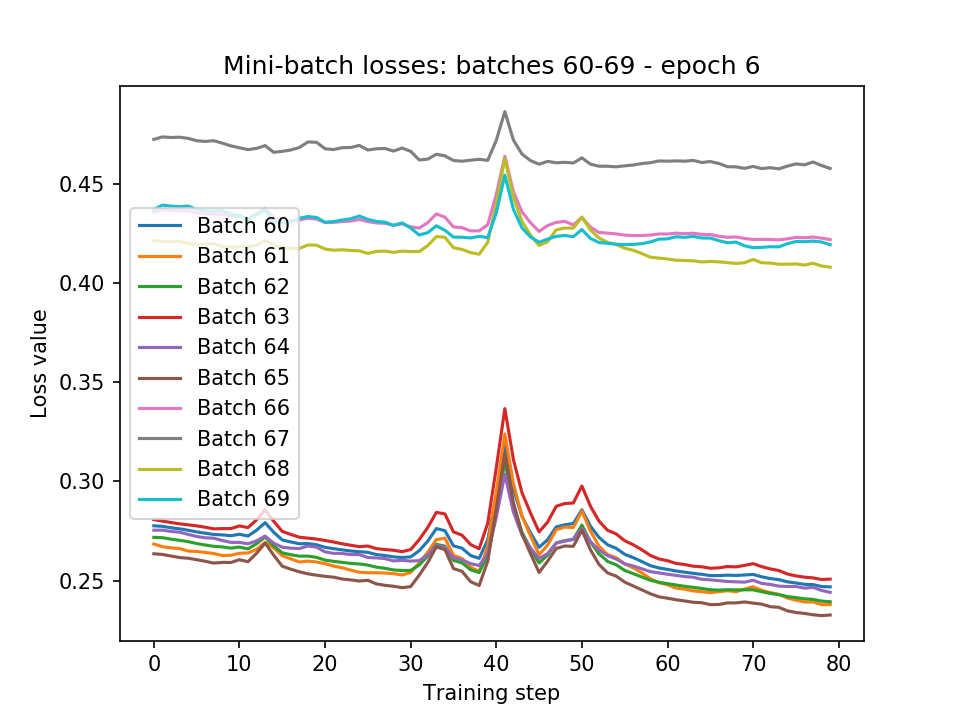 Mini-batch losses: batches 60-69 - epoch 6
Loss value
0.45
0.40
0.35
0.30
0.25
Batch 60
Batch 61
Batch 62
Batch 63
Batch 64
Batch 65
Batch 66
Batch 67
Batch 68
Batch 69
0 10 20 30 40 50 60 70 80
Training step